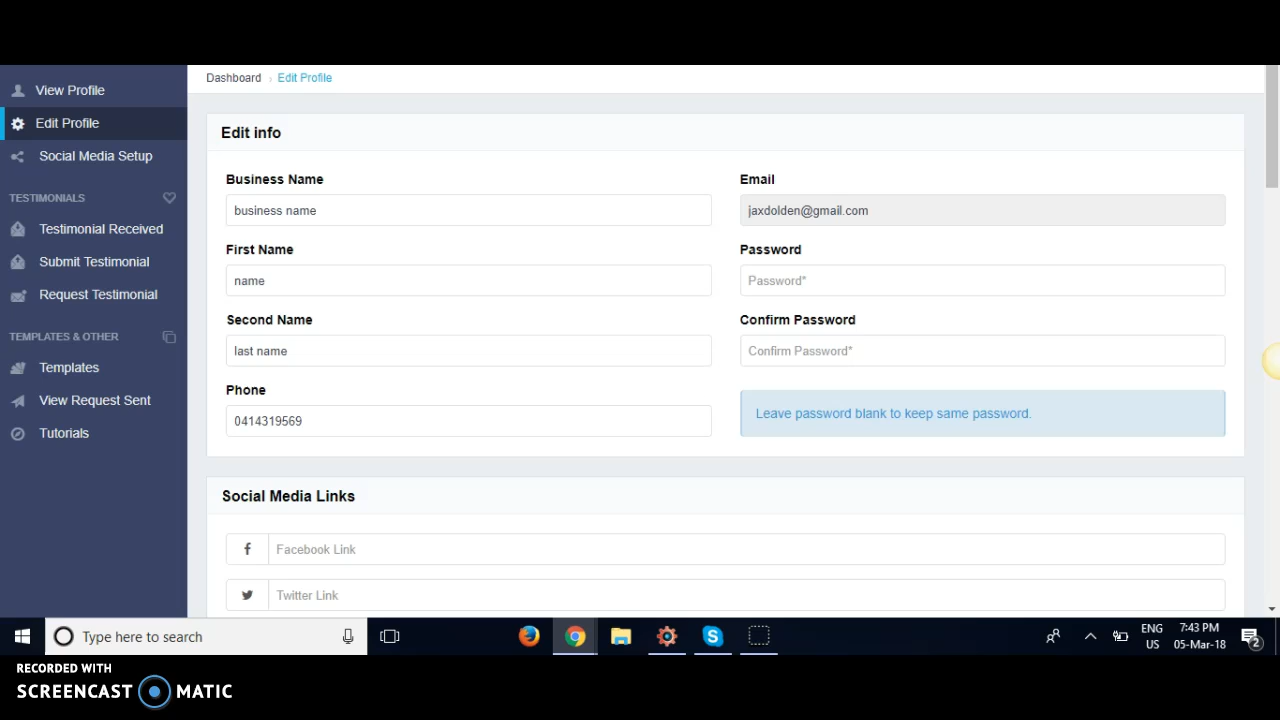 View Profile
Edit Profile
Social Media Setup
TESTIMONIALS
Testimonial Received
Submit Testimonial
Request Testimonial
TEMPLATES & OTHER
Templates
View Request Sent
Tutorials
Dashboard › Edit Profile
Edit info
Business Name
business name
First Name
name
Second Name
last name
Phone
0414319569
Email
jaxdolden@gmail.com
Password
Password*
Confirm Password
Confirm Password*
Leave password blank to keep same password.
Social Media Links
Facebook Link
Twitter Link
Type here to search
ENG
US
7:43 PM
05-Mar-18
2
RECORDED WITH
SCREENCAST MATIC